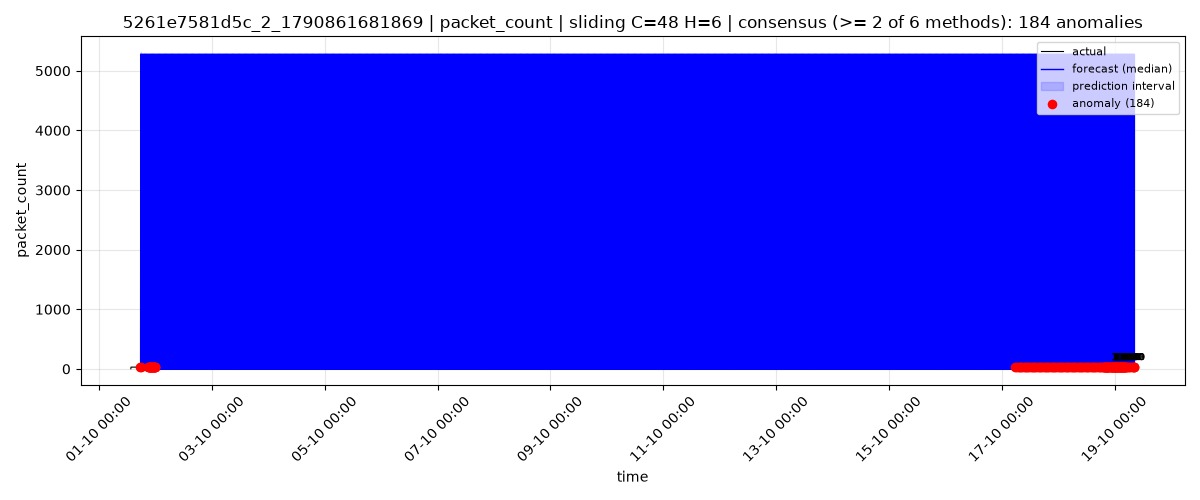 5261e7581d5c_2_1790861681869 | packet_count | sliding C=48 H=6 | consensus (>= 2 of 6 methods): 184 anomalies
actual
forecast (median)
prediction interval
anomaly (184)
packet_count
5000
4000
3000
2000
1000
0
01-10 00:00
03-10 00:00
05-10 00:00
07-10 00:00
09-10 00:00
11-10 00:00
13-10 00:00
15-10 00:00
17-10 00:00
19-10 00:00
time